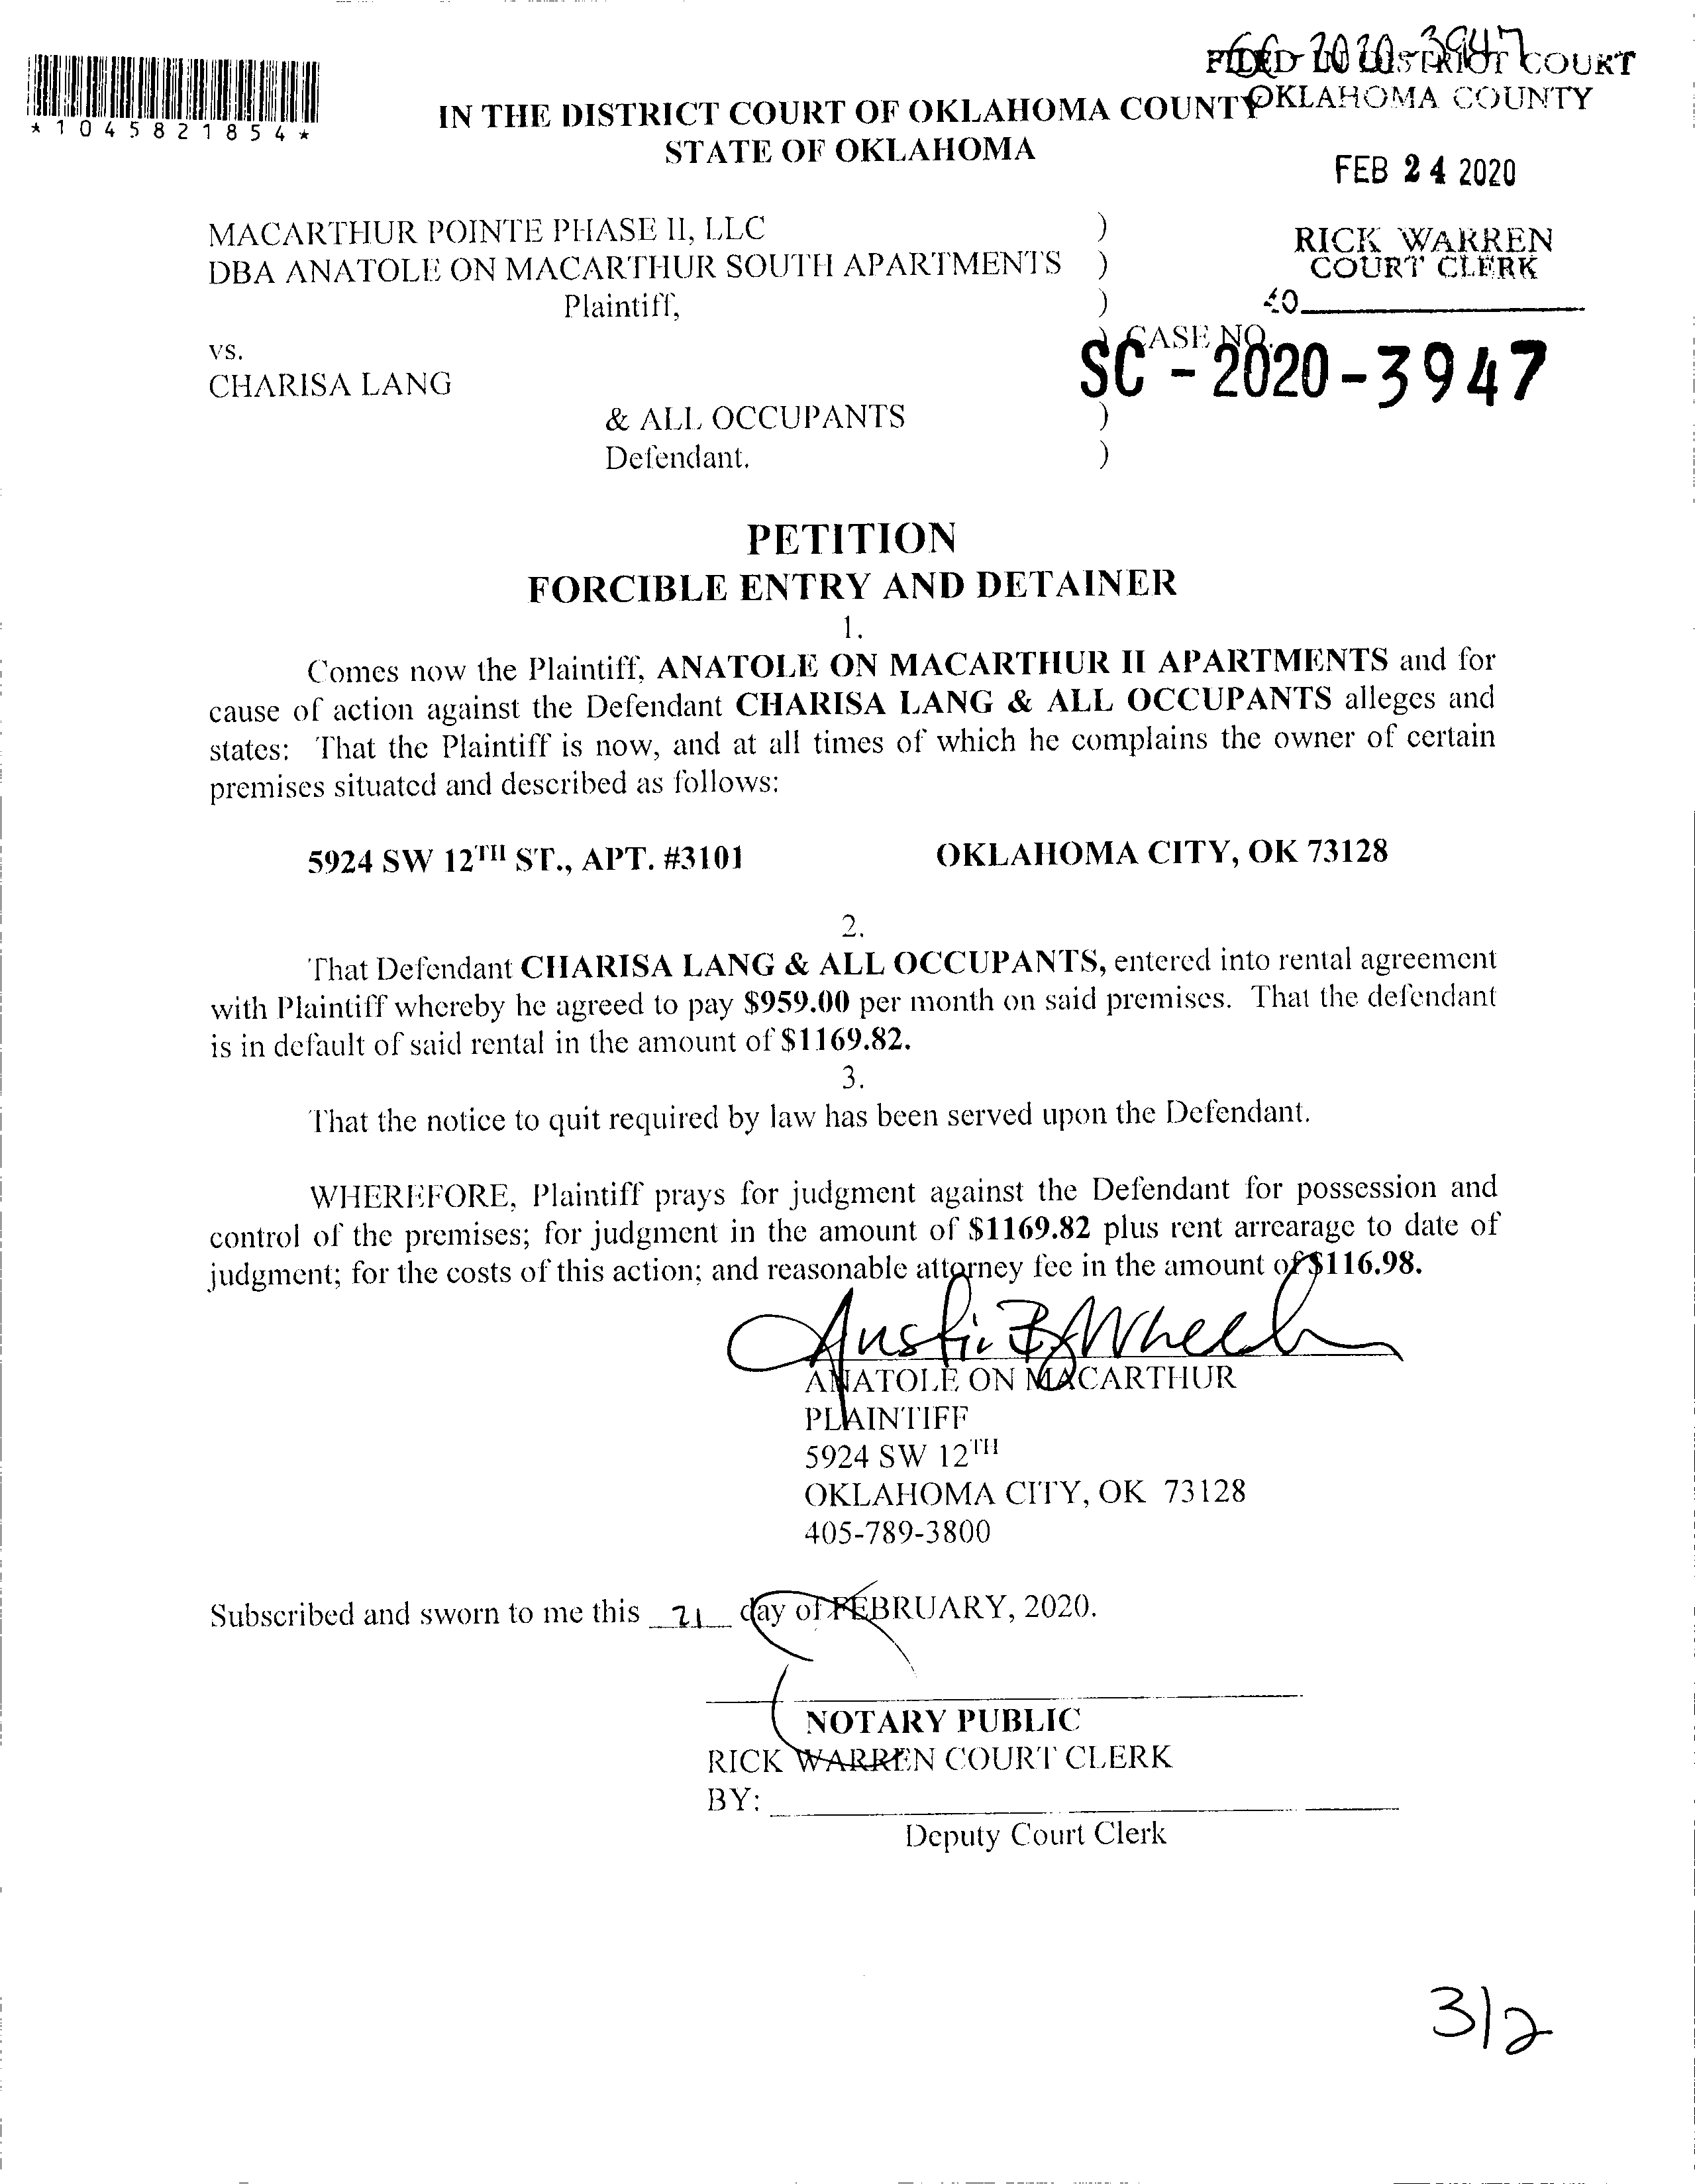 *1045821854*
FILED IN DISTRICT COURT
OKLAHOMA COUNTY
IN THE DISTRICT COURT OF OKLAHOMA COUNTY
STATE OF OKLAHOMA
FEB 24 2020
RICK WARREN
COURT CLERK
40
MACARTHUR POINTE PHASE II, LLC )
DBA ANATOLE ON MACARTHUR SOUTH APARTMENTS )
Plaintiff, )
vs. ) CASE NO.
SC-2020-3947
CHARISA LANG
& ALL OCCUPANTS )
Defendant. )
PETITION
FORCIBLE ENTRY AND DETAINER
1.
Comes now the Plaintiff, ANATOLE ON MACARTHUR II APARTMENTS and for
cause of action against the Defendant CHARISA LANG & ALL OCCUPANTS alleges and
states: That the Plaintiff is now, and at all times of which he complains the owner of certain
premises situated and described as follows:
5924 SW 12TH ST., APT. #3101 OKLAHOMA CITY, OK 73128
2.
That Defendant CHARISA LANG & ALL OCCUPANTS, entered into rental agreement
with Plaintiff whereby he agreed to pay $959.00 per month on said premises. That the defendant
is in default of said rental in the amount of $1169.82.
3.
That the notice to quit required by law has been served upon the Defendant.
WHEREFORE, Plaintiff prays for judgment against the Defendant for possession and
control of the premises; for judgment in the amount of $1169.82 plus rent arrearage to date of
judgment; for the costs of this action; and reasonable attorney fee in the amount of $116.98.
ANATOLE ON MACARTHUR
PLAINTIFF
5924 SW 12TH
OKLAHOMA CITY, OK 73128
405-789-3800
Subscribed and sworn to me this 21 day of FEBRUARY, 2020.
NOTARY PUBLIC
RICK WARREN COURT CLERK
BY:
Deputy Court Clerk
3/2